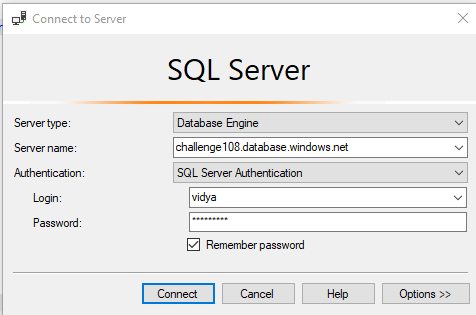 Connect to Server
SQL Server
Server type: Database Engine
Server name: challenge108.database.windows.net
Authentication: SQL Server Authentication
Login: vidya
Password: *********
Remember password
Connect Cancel Help Options >>